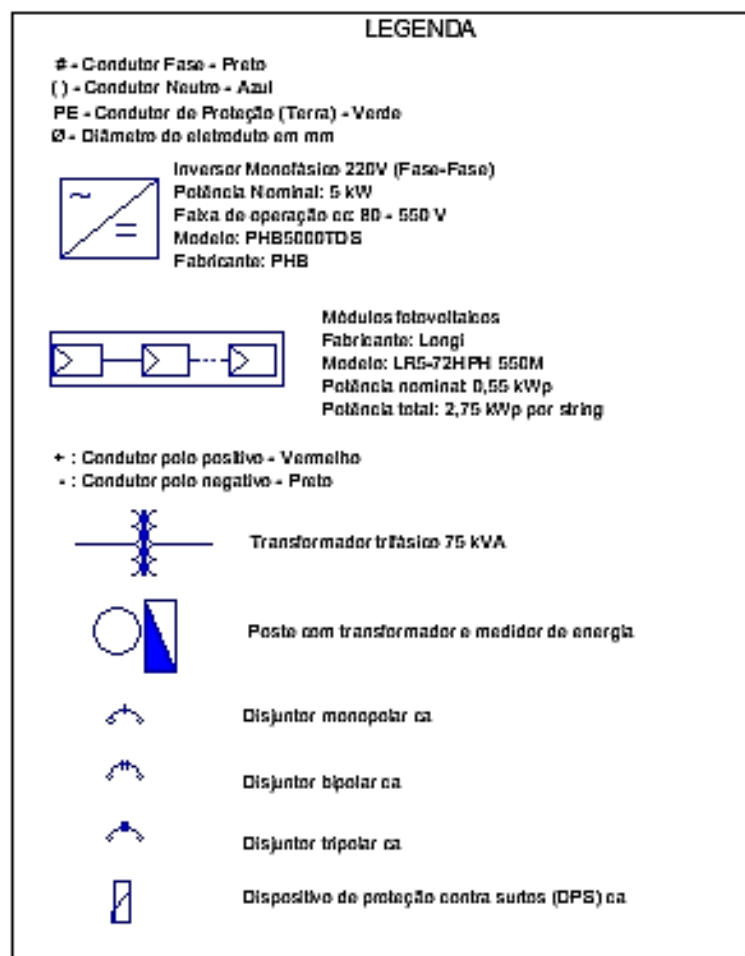 LEGENDA
# - Condutor Fase - Preto
( ) - Condutor Neutro - Azul
PE - Condutor de Proteção (Terra) - Verde
Ø - Diâmetro do eletroduto em mm
Inversor Monofásico 220V (Fase-Fase)
Potência Nominal: 5 kW
Faixa de operação cc: 80 - 550 V
Modelo: PHB5000TDS
Fabricante: PHB
Módulos fotovoltaicos
Fabricante: Longi
Modelo: LR5-72HPH 550M
Potência nominal: 0,55 kWp
Potência total: 2,75 kWp por string
+ : Condutor polo positivo - Vermelho
- : Condutor polo negativo - Preto
Transformador trifásico 75 kVA
Poste com transformador e medidor de energia
Disjuntor monopolar ca
Disjuntor bipolar ca
Disjuntor tripolar ca
Dispositivo de proteção contra surtos (DPS) ca